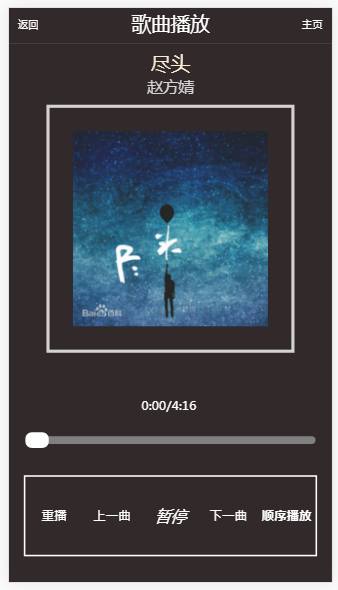 返回 歌曲播放 主页
尽头
赵方婧
尽头
Bai百科
0:00/4:16
重播 上一曲 暂停 下一曲 顺序播放